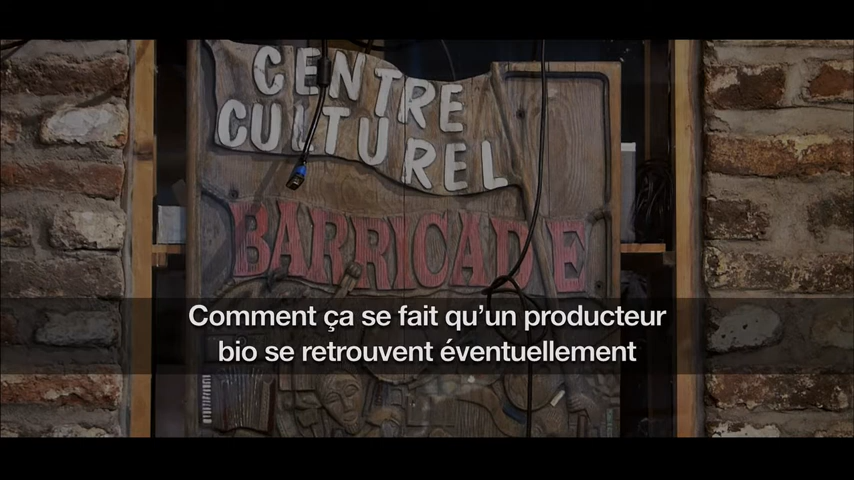 CENTRE
CULTUREL
BARRICADE
Comment ça se fait qu'un producteur
bio se retrouvent éventuellement